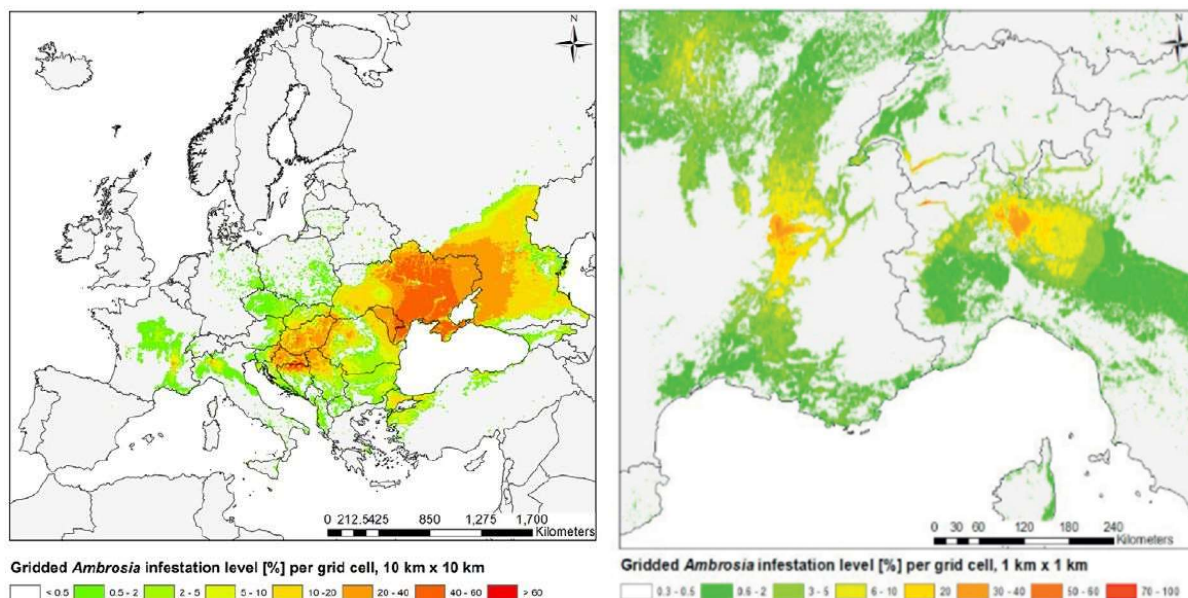 N
0 212.5425 850 1,275 1,700
Kilometers
Gridded Ambrosia infestation level [%] per grid cell, 10 km x 10 km
< 0.5 0.5 - 2 2 - 5 5 - 10 10 -20 20 - 40 40 - 60 > 60
N
0 30 60 120 180 240
Kilometers
Gridded Ambrosia infestation level [%] per grid cell, 1 km x 1 km
0.3 - 0.5 0.6 - 2 3 - 5 6 - 10 20 30 - 40 50 - 60 70 - 100